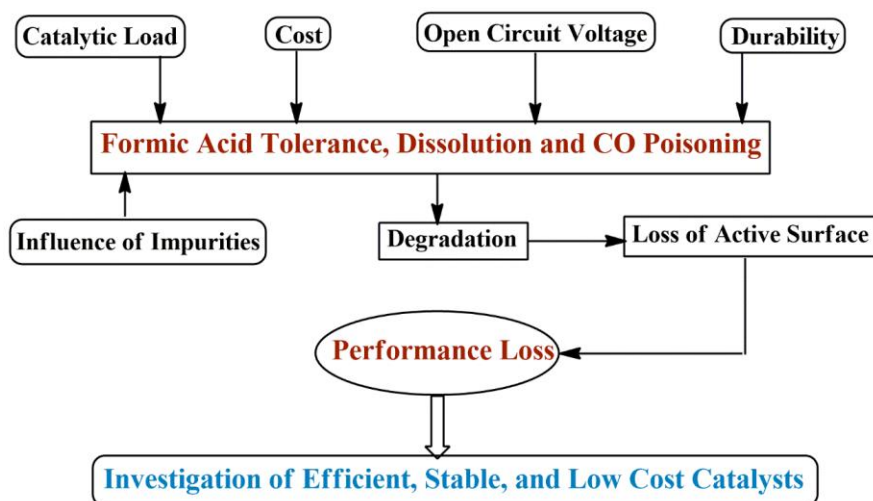 Catalytic Load
Cost
Open Circuit Voltage
Durability
Formic Acid Tolerance, Dissolution and CO Poisoning
Influence of Impurities
Degradation
Loss of Active Surface
Performance Loss
Investigation of Efficient, Stable, and Low Cost Catalysts